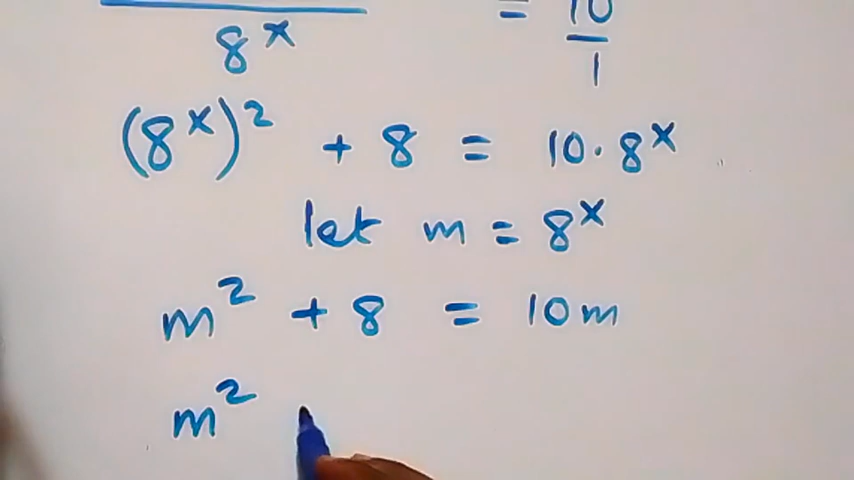 8^x = 10/1
(8^x)^2 + 8 = 10·8^x
let m = 8^x
m^2 + 8 = 10m
m^2